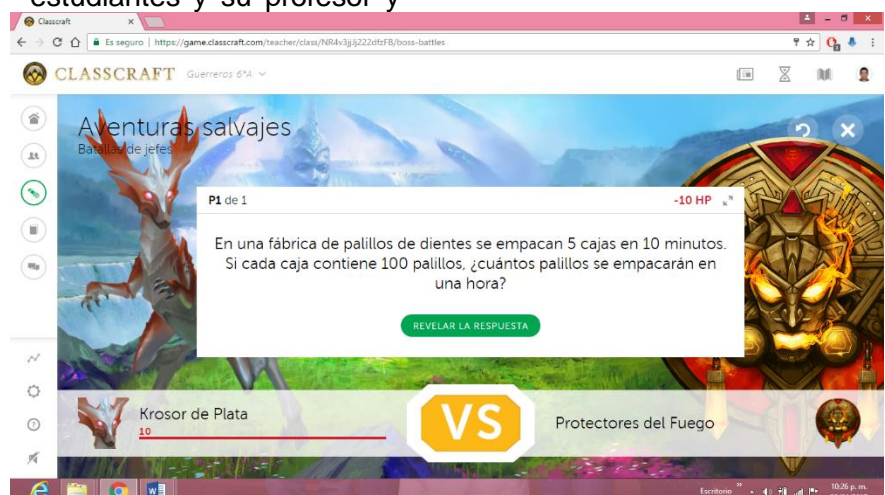 estudiantes y su profesor y
Classcraft
Es seguro | https://game.classcraft.com/teacher/class/NR4v3jjJj222dfzFB/boss-battles
CLASSCRAFT Guerreros 6°A
Aventuras salvajes
Batallas de jefes
P1 de 1 -10 HP
En una fábrica de palillos de dientes se empacan 5 cajas en 10 minutos.
Si cada caja contiene 100 palillos, ¿cuántos palillos se empacarán en
una hora?
REVELAR LA RESPUESTA
Krosor de Plata
10
VS
Protectores del Fuego
Escritorio
10:26 p. m.